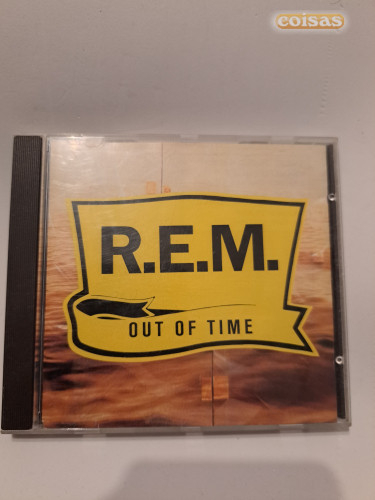 coisas
R.E.M.
OUT OF TIME